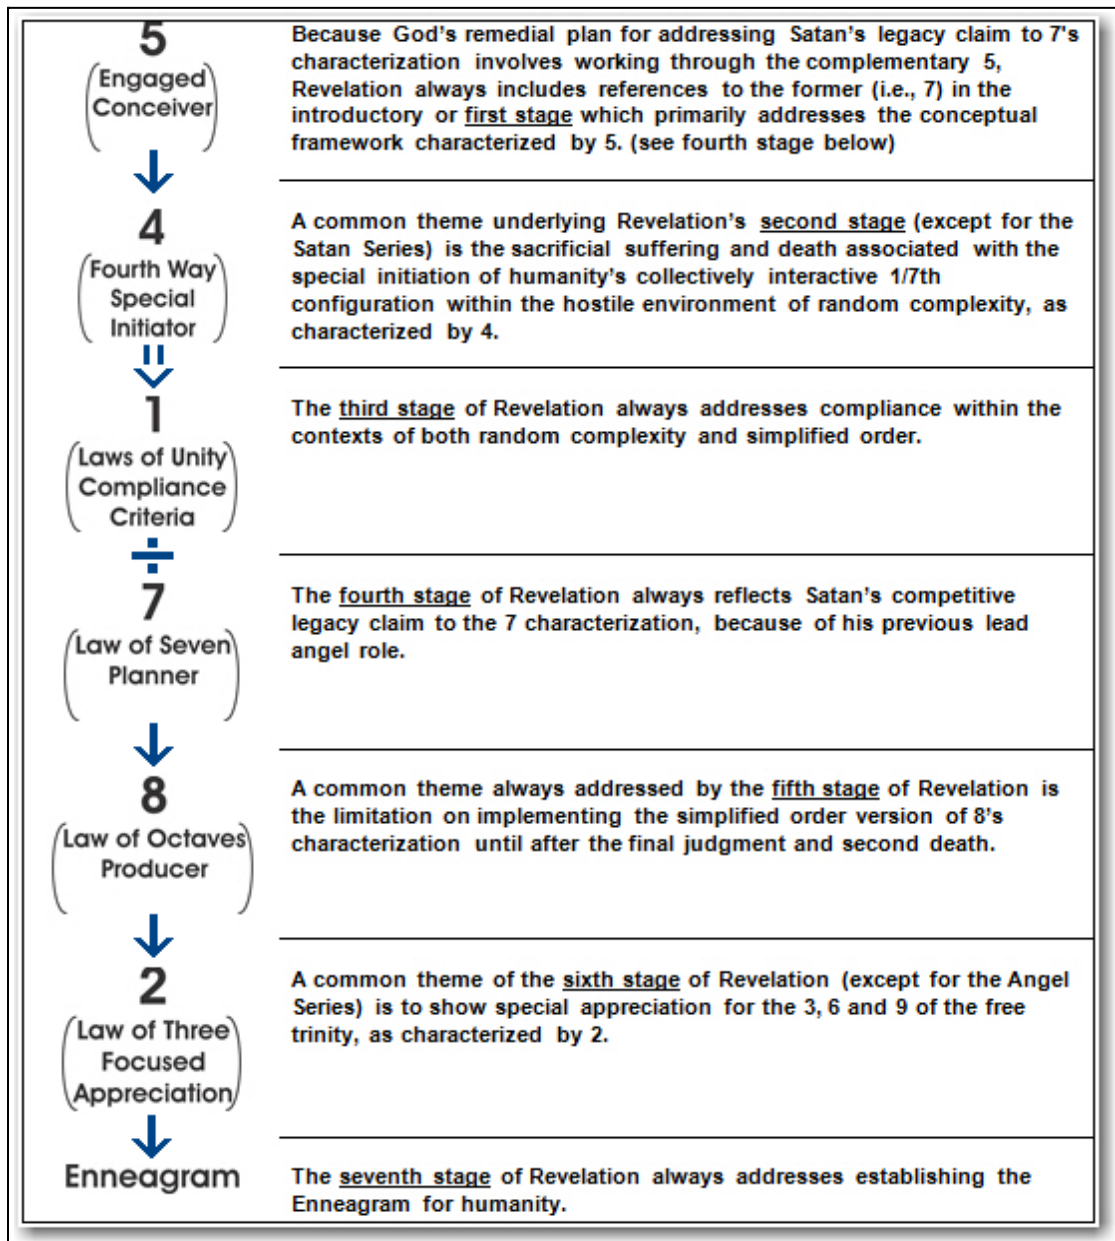 5
(Engaged
Conceiver)
Because God's remedial plan for addressing Satan's legacy claim to 7's
characterization involves working through the complementary 5,
Revelation always includes references to the former (i.e., 7) in the
introductory or first stage which primarily addresses the conceptual
framework characterized by 5. (see fourth stage below)
4
(Fourth Way
Special
Initiator)
A common theme underlying Revelation's second stage (except for the
Satan Series) is the sacrificial suffering and death associated with the
special initiation of humanity's collectively interactive 1/7th
configuration within the hostile environment of random complexity, as
characterized by 4.
=
1
(Laws of Unity
Compliance
Criteria)
The third stage of Revelation always addresses compliance within the
contexts of both random complexity and simplified order.
÷
7
(Law of Seven
Planner)
The fourth stage of Revelation always reflects Satan's competitive
legacy claim to the 7 characterization, because of his previous lead
angel role.
8
(Law of Octaves
Producer)
A common theme always addressed by the fifth stage of Revelation is
the limitation on implementing the simplified order version of 8's
characterization until after the final judgment and second death.
2
(Law of Three
Focused
Appreciation)
A common theme of the sixth stage of Revelation (except for the Angel
Series) is to show special appreciation for the 3, 6 and 9 of the free
trinity, as characterized by 2.
Enneagram
The seventh stage of Revelation always addresses establishing the
Enneagram for humanity.